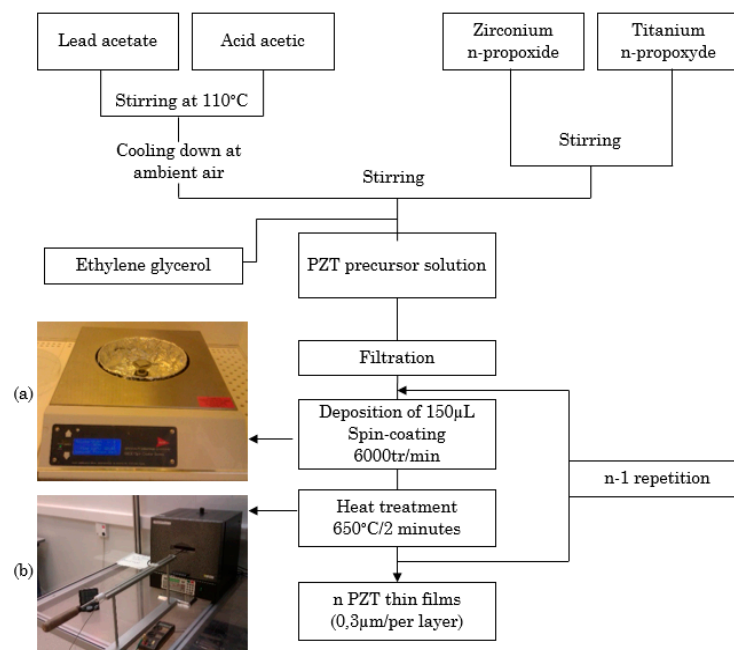 Lead acetate
Acid acetic
Zirconium
n-propoxide
Titanium
n-propoxyde
Stirring at 110°C
Stirring
Cooling down at
ambient air
Stirring
Ethylene glycerol
PZT precursor solution
Filtration
(a)
Deposition of 150µL
Spin-coating
6000tr/min
n-1 repetition
Heat treatment
650°C/2 minutes
(b)
n PZT thin films
(0,3µm/per layer)